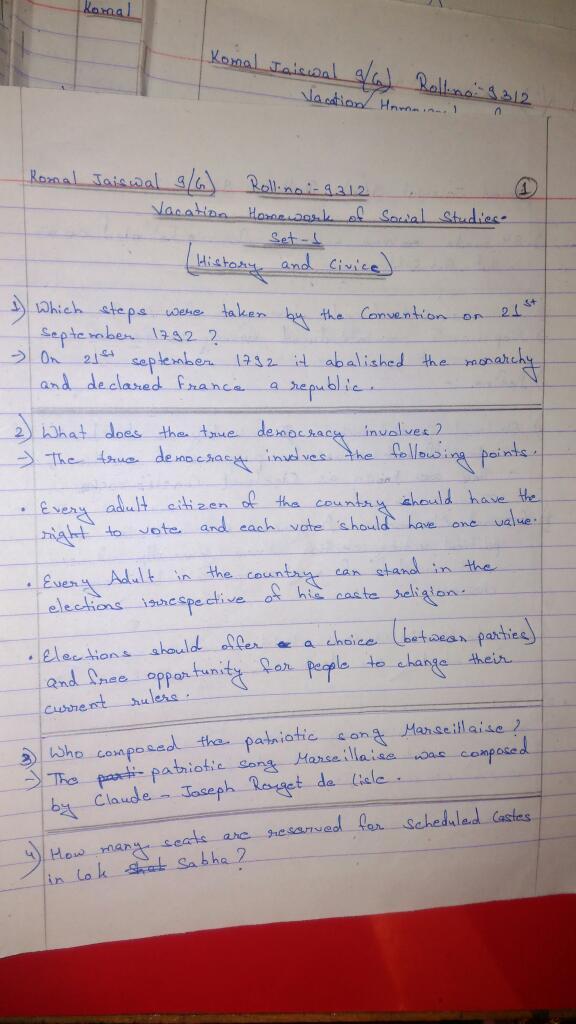 Komal
Komal Jaiswal 9/(G) Roll.no:-9312
Vacation
Komal Jaiswal 9/(G) Roll.no:-9312 1
Vacation Homework of Social Studies.
Set-1
(History and Civics)
1) Which steps were taken by the Convention on 21st
September 1792 ?
→ On 21st september 1792 it abalished the monarchy
and declared france a republic.
2) What does the true democracy involves?
→ The true democracy involves the following points.
• Every adult citizen of the country should have the
right to vote and each vote should have one value.
• Every Adult in the country can stand in the
elections irrespective of his caste religion.
• Elections should offer a choice (between parties)
and free opportunity for people to change their
current rulers.
3) Who composed the patriotic song Marseillaise?
→ The patriotic song Marseillaise was composed
by Claude - Joseph Rouget de Lisle.
4) How many seats are reserved for Scheduled Castes
in Lok Sabha?